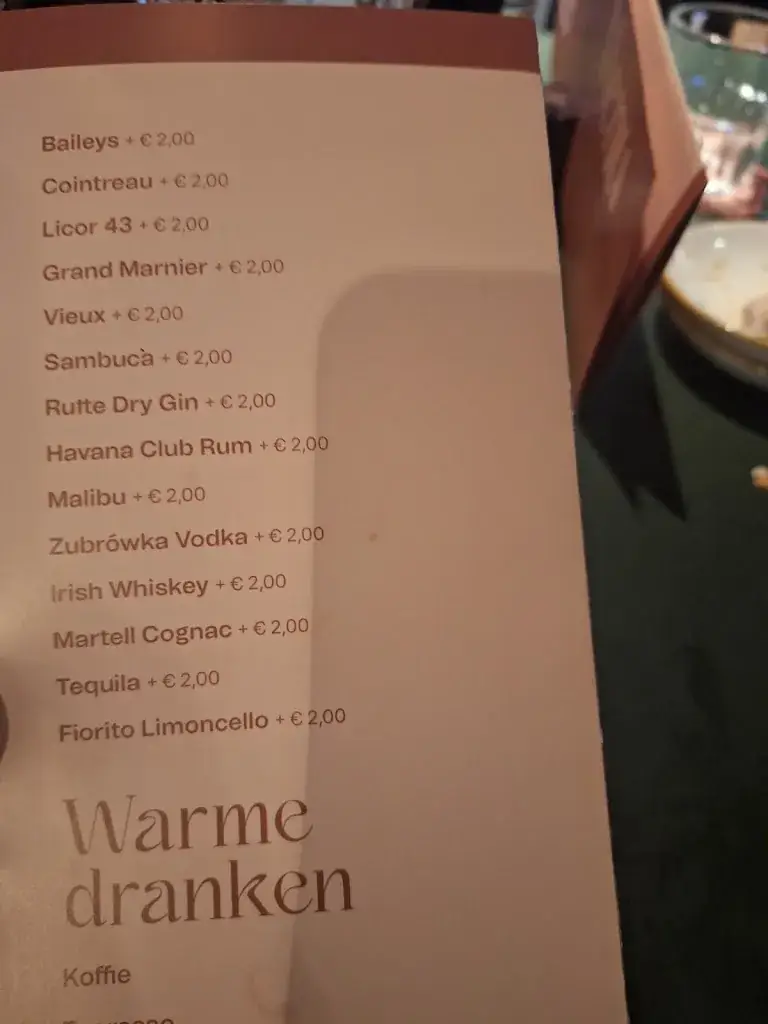 Baileys + € 2,00
Cointreau + € 2,00
Licor 43 + € 2,00
Grand Marnier + € 2,00
Vieux + € 2,00
Sambucà + € 2,00
Rutte Dry Gin + € 2,00
Havana Club Rum + € 2,00
Malibu + € 2,00
Zubrówka Vodka + € 2,00
Irish Whiskey + € 2,00
Martell Cognac + € 2,00
Tequila + € 2,00
Fiorito Limoncello + € 2,00
Warme
dranken
Koffie